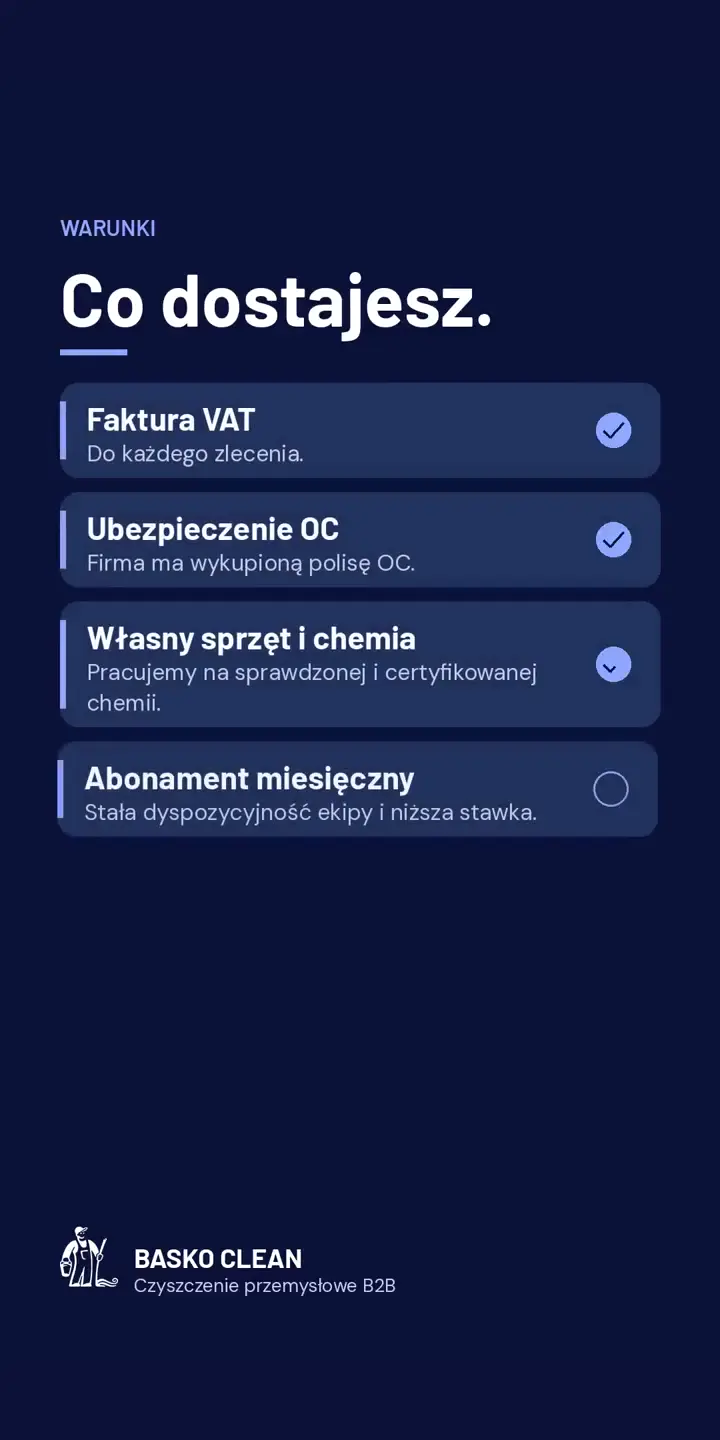 WARUNKI
Co dostajesz.
Faktura VAT
Do każdego zlecenia.
Ubezpieczenie OC
Firma ma wykupioną polisę OC.
Własny sprzęt i chemia
Pracujemy na sprawdzonej i certyfikowanej
chemii.
Abonament miesięczny
Stała dyspozycyjność ekipy i niższa stawka.
BASKO CLEAN
Czyszczenie przemysłowe B2B